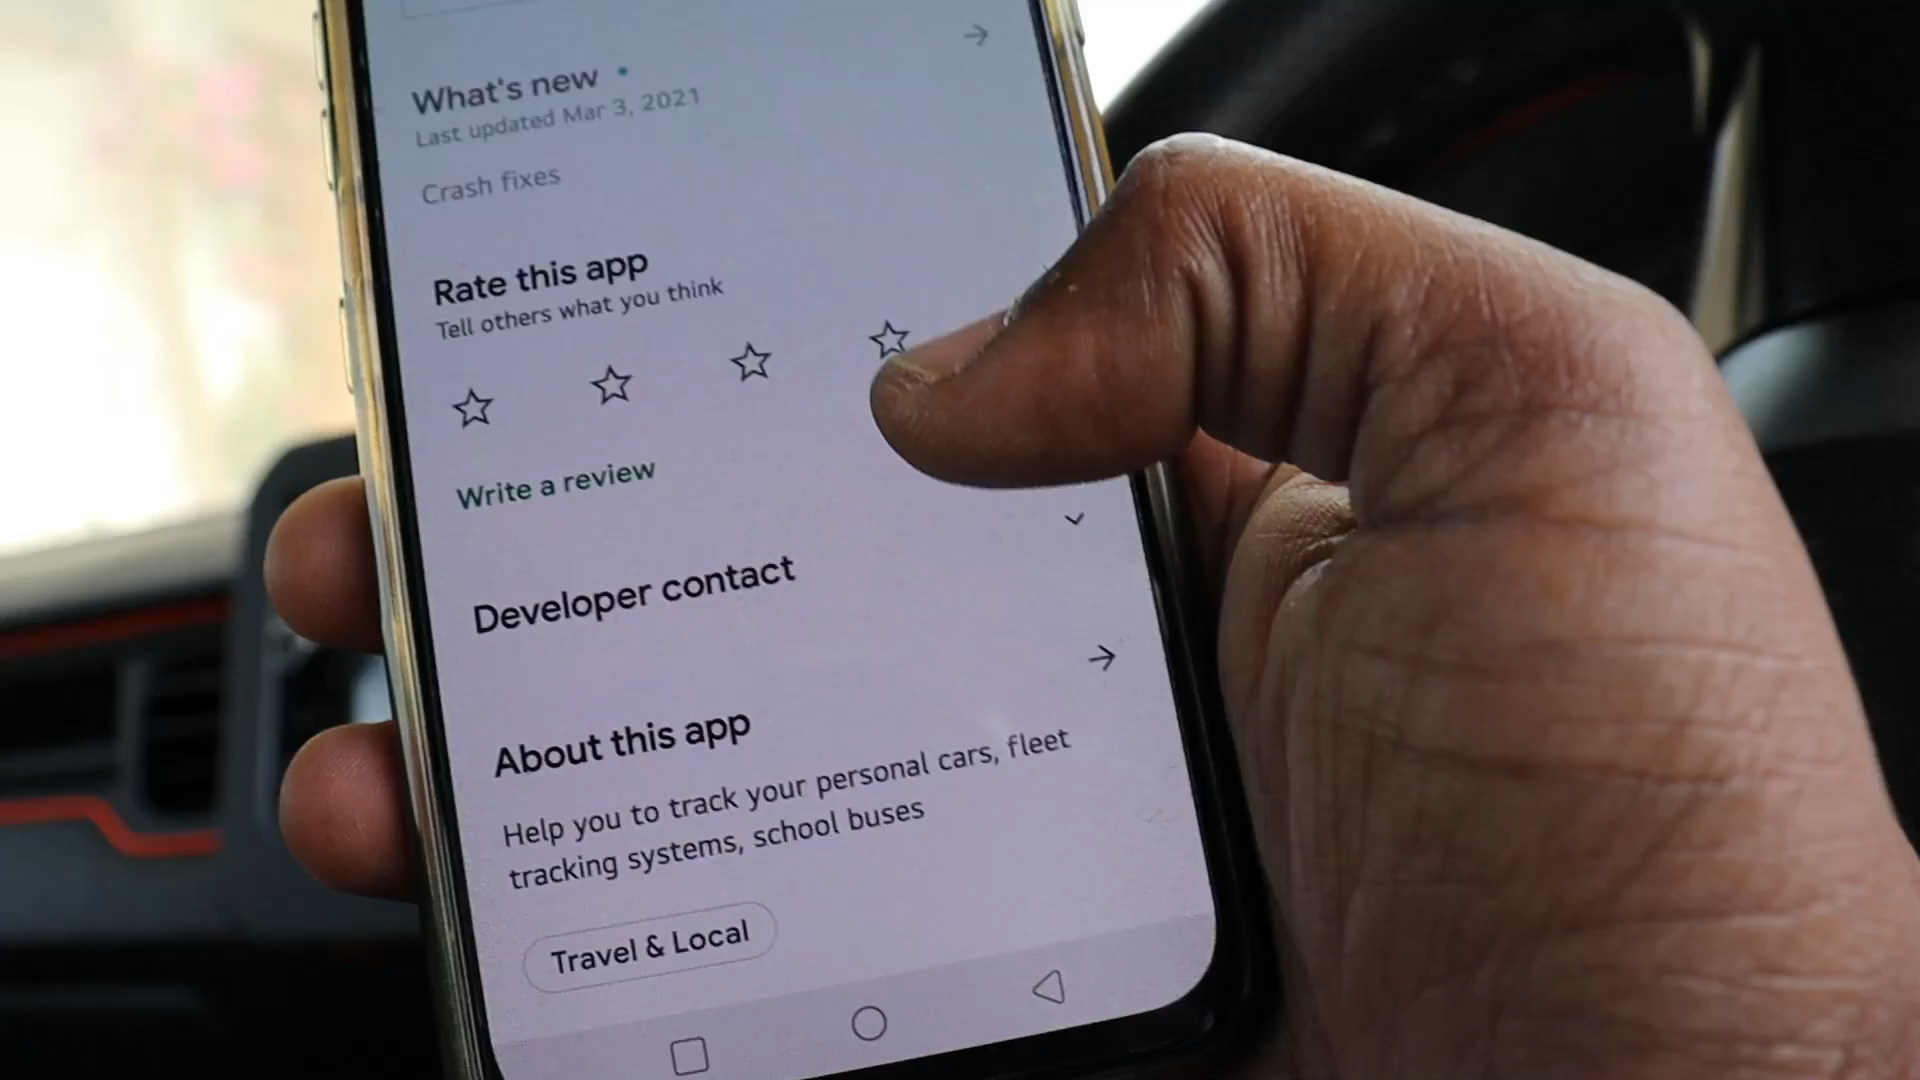 What's new
Last updated Mar 3, 2021
Crash fixes
Rate this app
Tell others what you think
Write a review
Developer contact
About this app
Help you to track your personal cars, fleet
tracking systems, school buses
Travel & Local